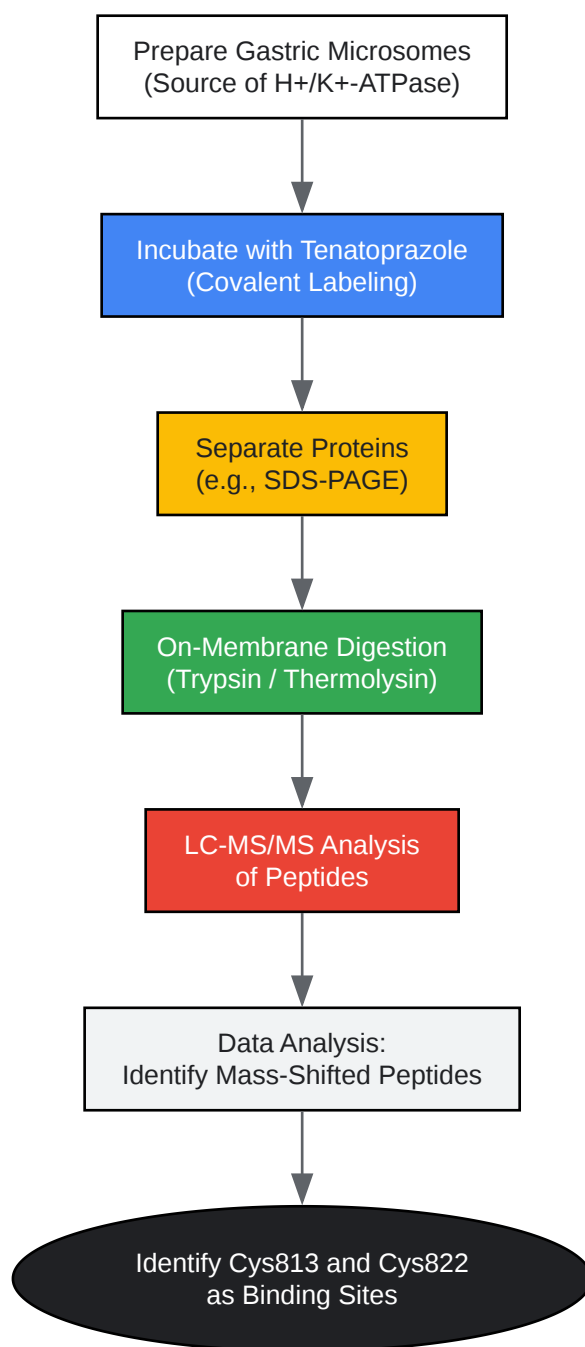 Prepare Gastric Microsomes
(Source of H+/K+-ATPase)
Incubate with Tenatoprazole
(Covalent Labeling)
Separate Proteins
(e.g., SDS-PAGE)
On-Membrane Digestion
(Trypsin / Thermolysin)
LC-MS/MS Analysis
of Peptides
Data Analysis:
Identify Mass-Shifted Peptides
Identify Cys813 and Cys822
as Binding Sites